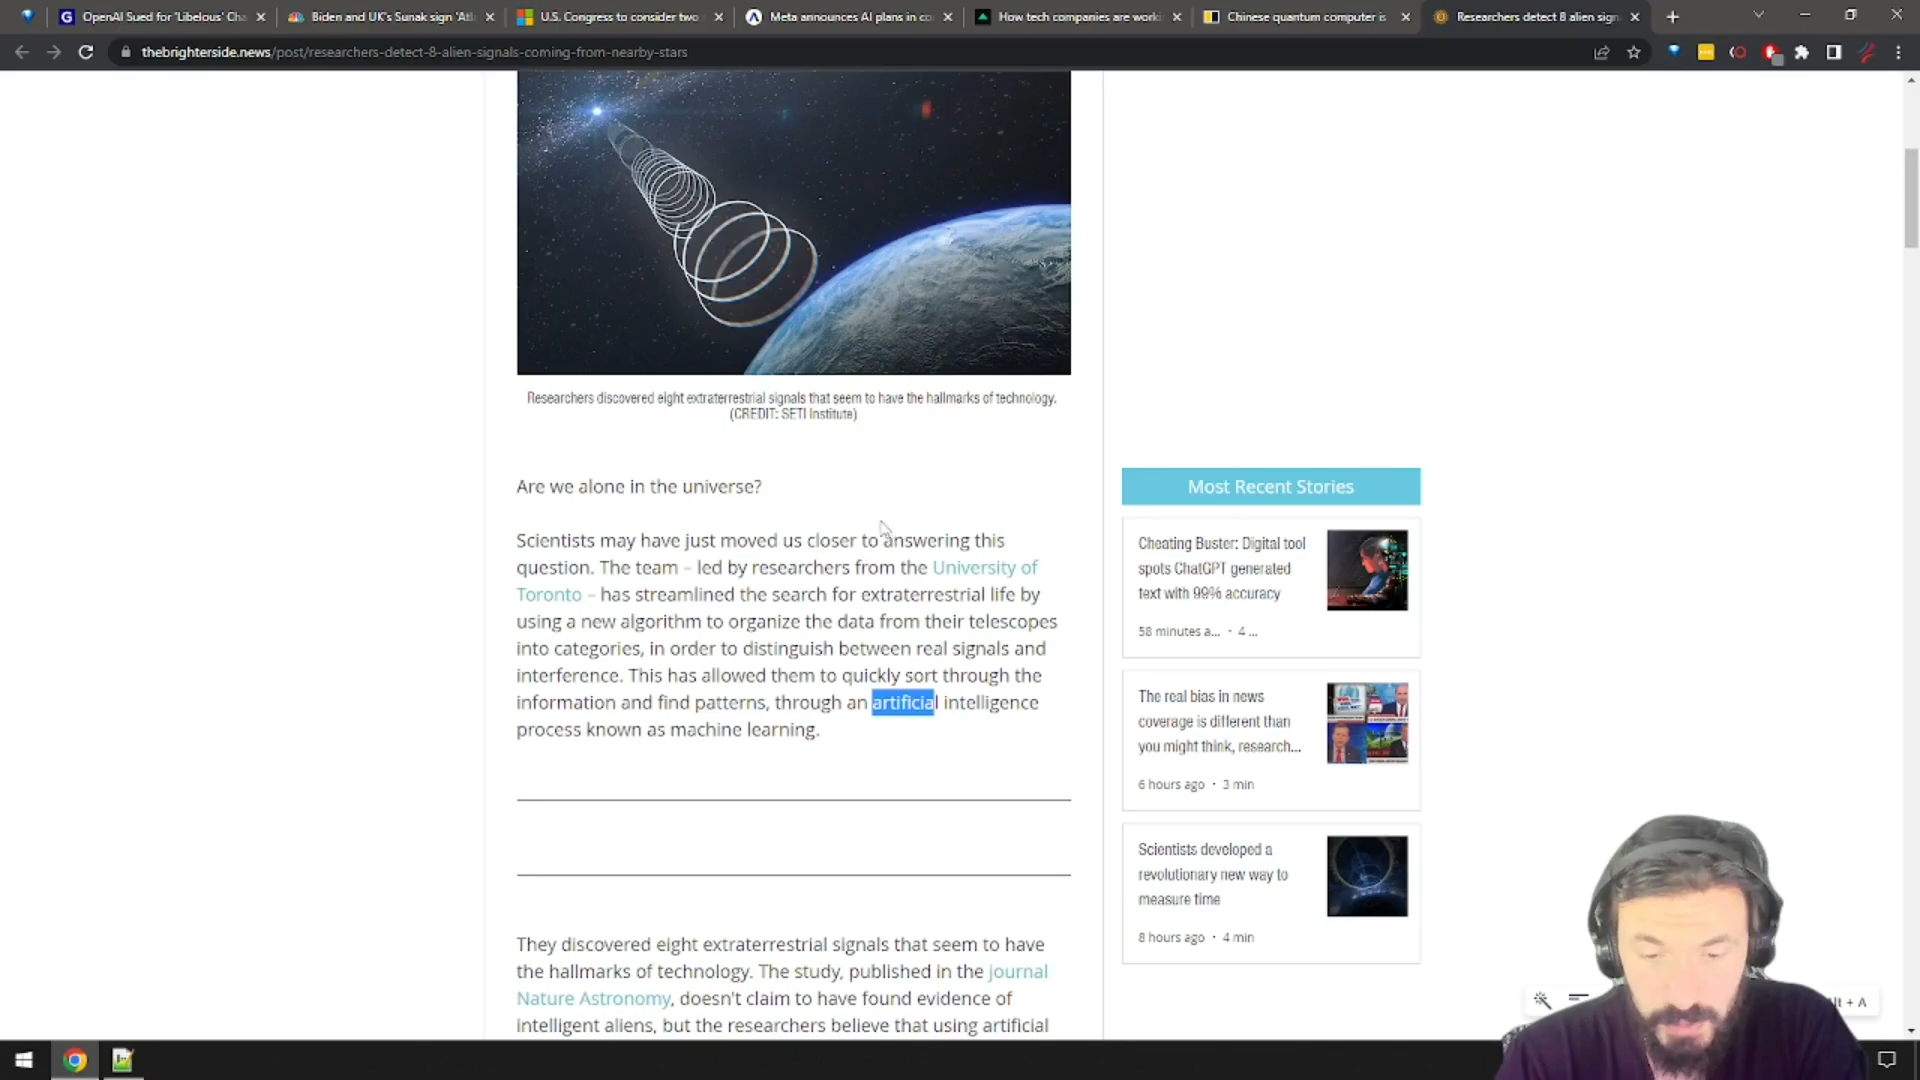 OpenAI Sued for 'Libelous' Cha
Biden and UK's Sunak sign 'Atl
U.S. Congress to consider two
Meta announces AI plans in co
How tech companies are worki
Chinese quantum computer is
Researchers detect 8 alien sign
thebrighterside.news/post/researchers-detect-8-alien-signals-coming-from-nearby-stars
Researchers discovered eight extraterrestrial signals that seem to have the hallmarks of technology.
(CREDIT: SETI Institute)
Are we alone in the universe?
Scientists may have just moved us closer to answering this
question. The team – led by researchers from the University of
Toronto – has streamlined the search for extraterrestrial life by
using a new algorithm to organize the data from their telescopes
into categories, in order to distinguish between real signals and
interference. This has allowed them to quickly sort through the
information and find patterns, through an artificial intelligence
process known as machine learning.
They discovered eight extraterrestrial signals that seem to have
the hallmarks of technology. The study, published in the journal
Nature Astronomy, doesn't claim to have found evidence of
intelligent aliens, but the researchers believe that using artificial
Most Recent Stories
Cheating Buster: Digital tool
spots ChatGPT generated
text with 99% accuracy
58 minutes a... · 4 ...
The real bias in news
coverage is different than
you might think, research...
6 hours ago · 3 min
Scientists developed a
revolutionary new way to
measure time
8 hours ago · 4 min
lt + A